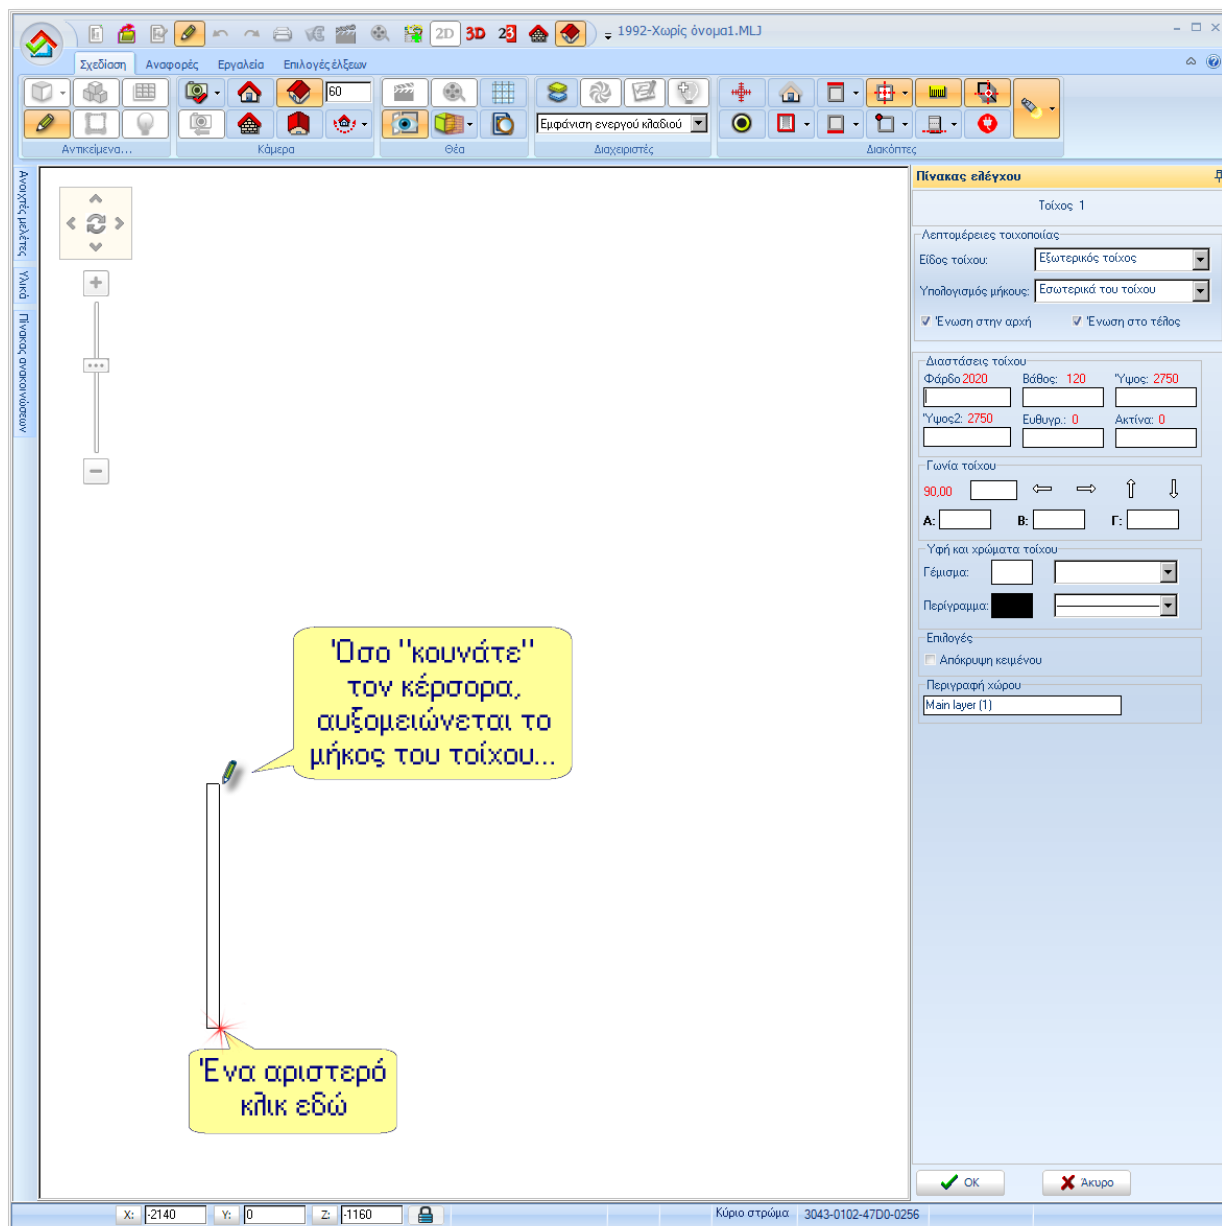 2D 3D 23 1992-Χωρίς όνομα1.MLJ
Σχεδίαση Αναφορές Εργαλεία Επιλογές έλξεων
60
Εμφάνιση ενεργού κλαδιού
Αντικείμενα... Κάμερα Θέα Διαχειριστές Διακόπτες
Ανοιχτές μελέτες
Υλικά
Πίνακας ανακοινώσεων
Πίνακας ελέγχου
Τοίχος 1
Λεπτομέρειες τοιχοποιίας
Είδος τοίχου: Εξωτερικός τοίχος
Υπολογισμός μήκους: Εσωτερικά του τοίχου
Ένωση στην αρχή Ένωση στο τέλος
Διαστάσεις τοίχου
Φάρδο 2020 Βάθος: 120 Ύψος: 2750
Ύψος2: 2750 Ευθυγρ.: 0 Ακτίνα: 0
Γωνία τοίχου
90,00
Α: Β: Γ:
Υφή και χρώματα τοίχου
Γέμισμα:
Περίγραμμα:
Επιλογές
Απόκρυψη κειμένου
Περιγραφή χώρου
Main layer (1)
Όσο "κουνάτε"
τον κέρσορα,
αυξομειώνεται το
μήκος του τοίχου...
Ένα αριστερό
κλικ εδώ
OK Άκυρο
X: -2140 Y: 0 Z: -1160 Κύριο στρώμα 3043-0102-47D0-0256